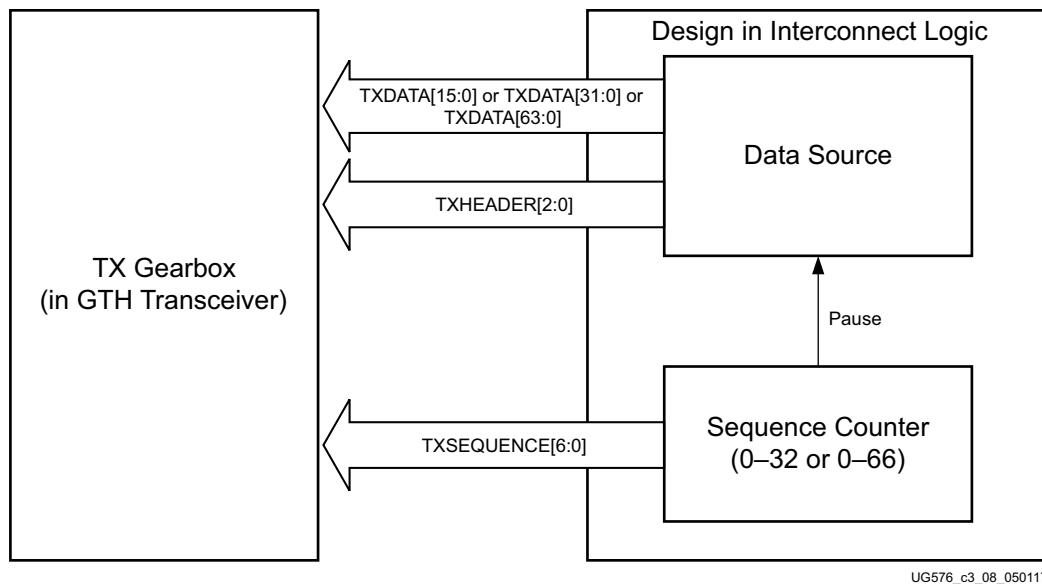 Design in Interconnect Logic
TXDATA[15:0] or TXDATA[31:0] or
TXDATA[63:0]
Data Source
TXHEADER[2:0]
TX Gearbox
(in GTH Transceiver)
Pause
Sequence Counter
(0–32 or 0–66)
TXSEQUENCE[6:0]